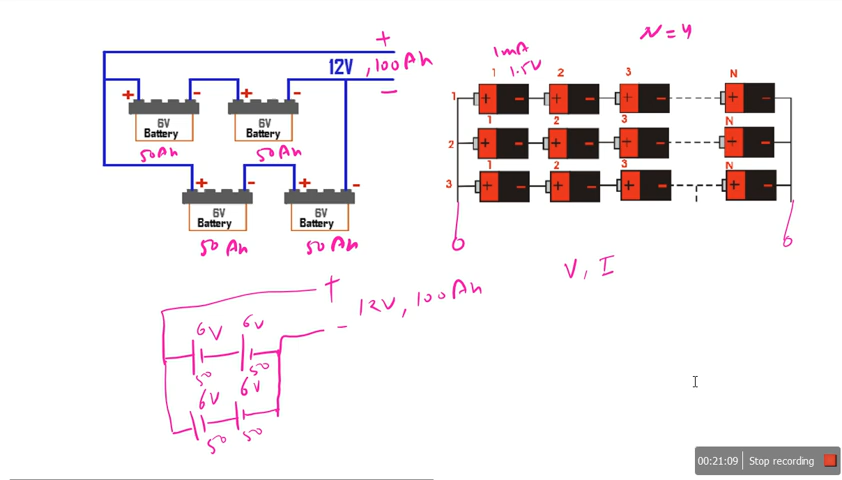 N=4
+
12V , 100Ah
−
+ - + -
6V
Battery
50Ah
6V
Battery
50Ah
+ - + -
6V
Battery
50Ah
6V
Battery
50Ah
1mA
1.5V
1 2 3 N
1
+ - + - + - + -
1 2 3 N
2
+ - + - + - + -
1 3 N
3
+ - + - + - + -
V, I
+
12V, 100Ah
−
6V 6V
50 50
6V 6V
50 50
00:21:09 Stop recording